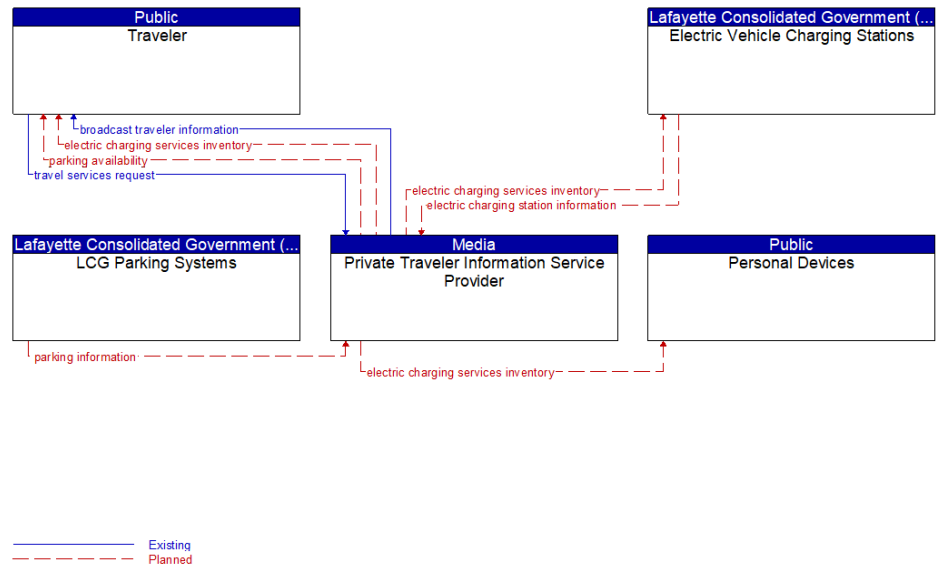 Public
Traveler
Lafayette Consolidated Government (...
Electric Vehicle Charging Stations
broadcast traveler information
electric charging services inventory
parking availability
travel services request
electric charging services inventory
electric charging station information
Lafayette Consolidated Government (...
LCG Parking Systems
Media
Private Traveler Information Service
Provider
Public
Personal Devices
parking information
electric charging services inventory
Existing
Planned